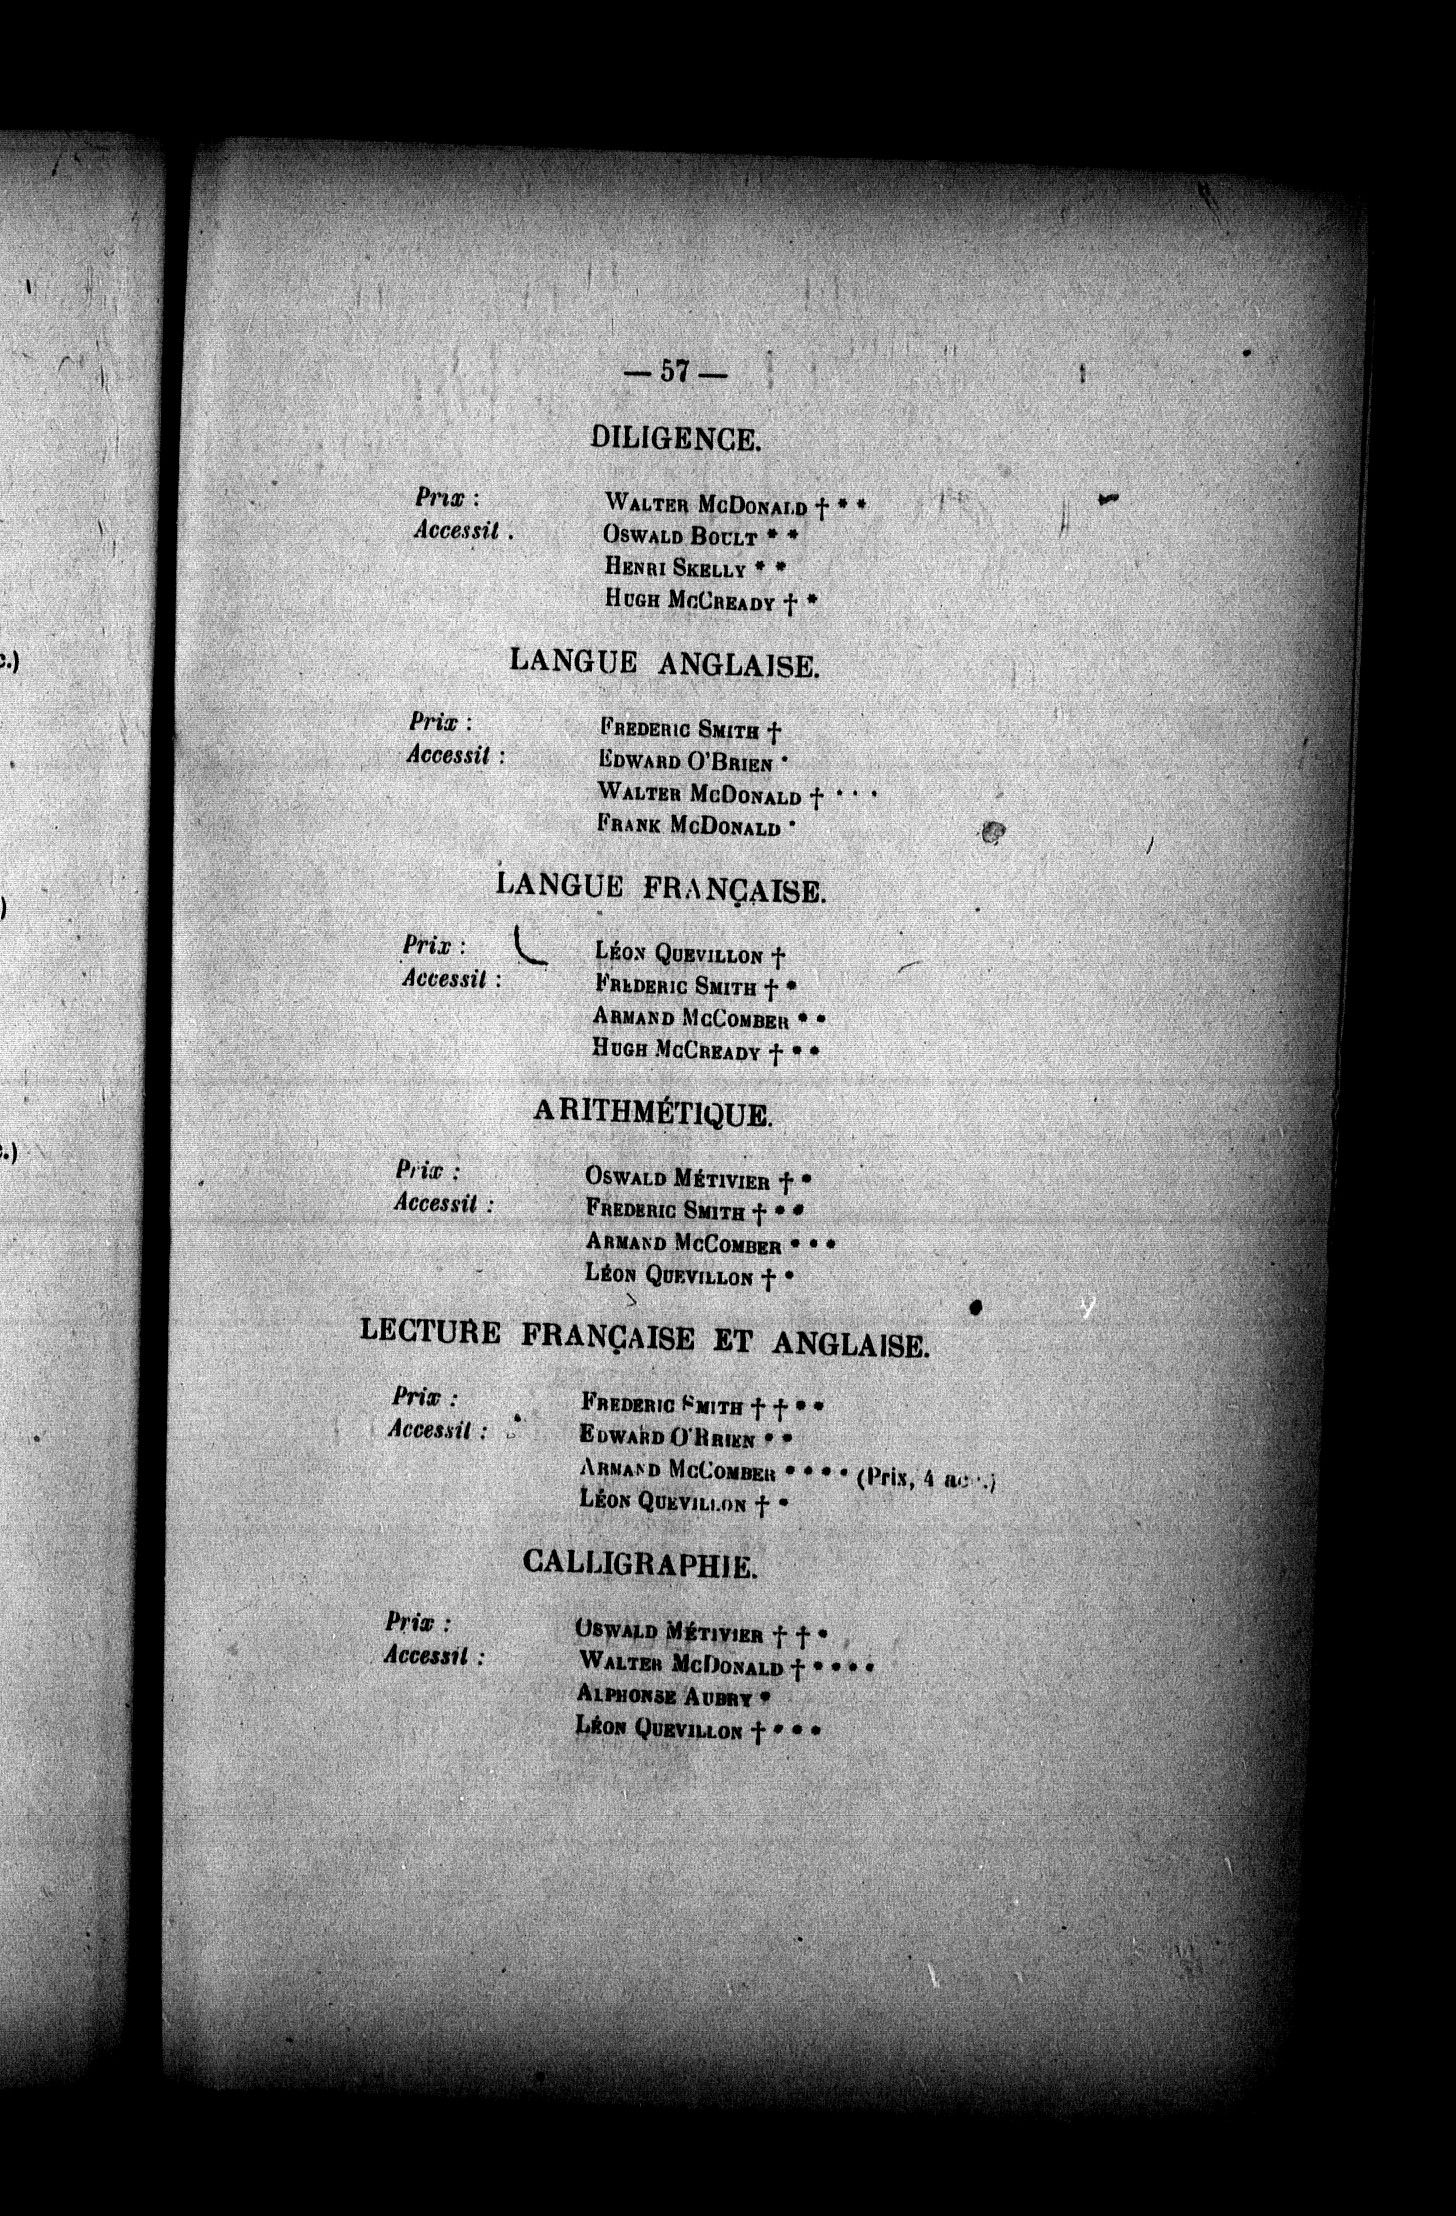 — 57 —
DILIGENCE.
Prix : WALTER MCDONALD † * *
Accessit . OSWALD BOULT * *
HENRI SKELLY * *
HUGH MCCREADY † *
LANGUE ANGLAISE.
Prix : FREDERIC SMITH †
Accessit : EDWARD O'BRIEN *
WALTER MCDONALD † * * *
FRANK MCDONALD *
LANGUE FRANÇAISE.
Prix : LÉON QUEVILLON †
Accessit : FREDERIC SMITH † *
ARMAND MCCOMBER * *
HUGH MCCREADY † * *
ARITHMÉTIQUE.
Prix : OSWALD MÉTIVIER † *
Accessit : FREDERIC SMITH † * *
ARMAND MCCOMBER * * *
LÉON QUEVILLON † *
LECTURE FRANÇAISE ET ANGLAISE.
Prix : FREDERIC SMITH † † * *
Accessit : EDWARD O'BRIEN * *
ARMAND MCCOMBER * * * * (Prix, 4
LÉON QUEVILLON † *
CALLIGRAPHIE.
Prix : OSWALD MÉTIVIER † † *
Accessit : WALTER MCDONALD † * * * *
ALPHONSE AUBRY *
LÉON QUEVILLON † * * *